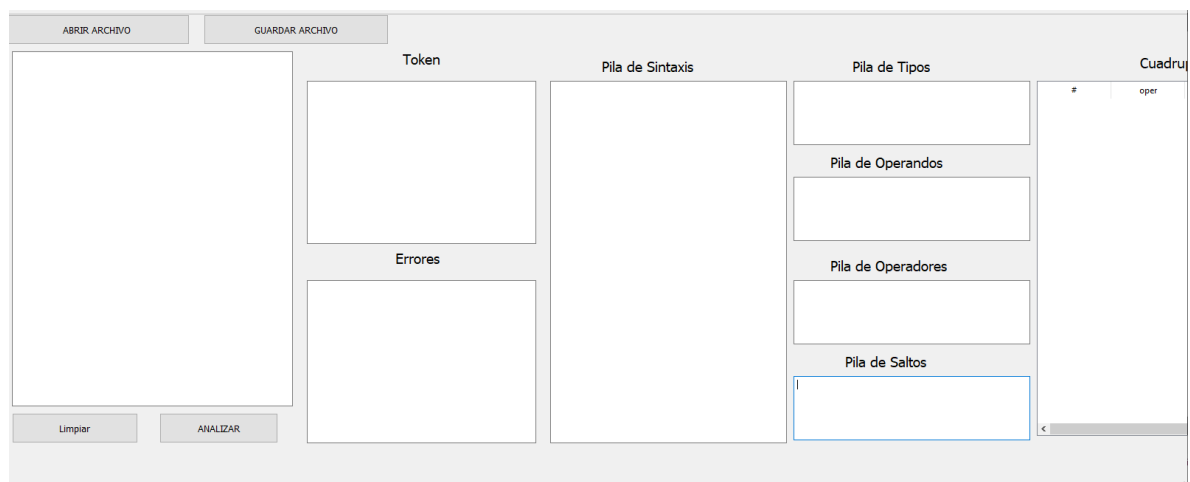 ABRIR ARCHIVO
GUARDAR ARCHIVO
Token
Pila de Sintaxis
Pila de Tipos
Cuadrup
# oper
Pila de Operandos
Errores
Pila de Operadores
Pila de Saltos
Limpiar
ANALIZAR